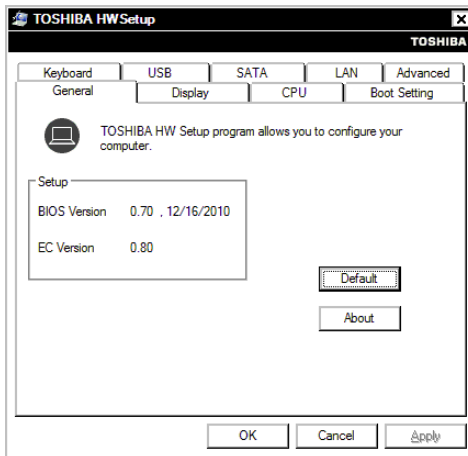 TOSHIBA HWSetup
TOSHIBA
Keyboard USB SATA LAN Advanced
General Display CPU Boot Setting
TOSHIBA HW Setup program allows you to configure your
computer.
Setup
BIOS Version 0.70 , 12/16/2010
EC Version 0.80
Default
About
OK Cancel Apply